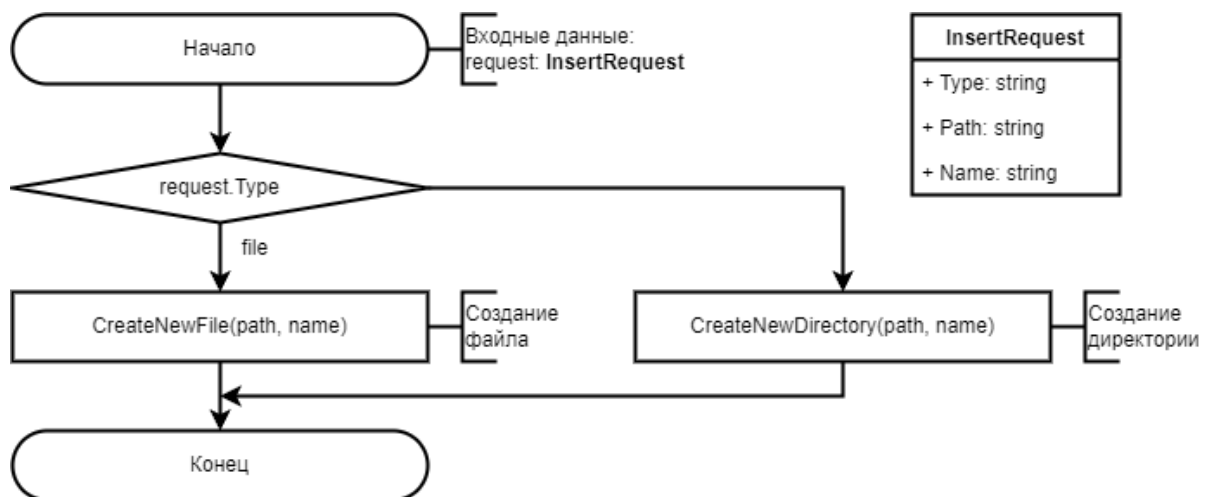 Начало
Входные данные:
request: InsertRequest
InsertRequest
+ Type: string
+ Path: string
+ Name: string
request.Type
file
CreateNewFile(path, name)
Создание
файла
CreateNewDirectory(path, name)
Создание
директории
Конец